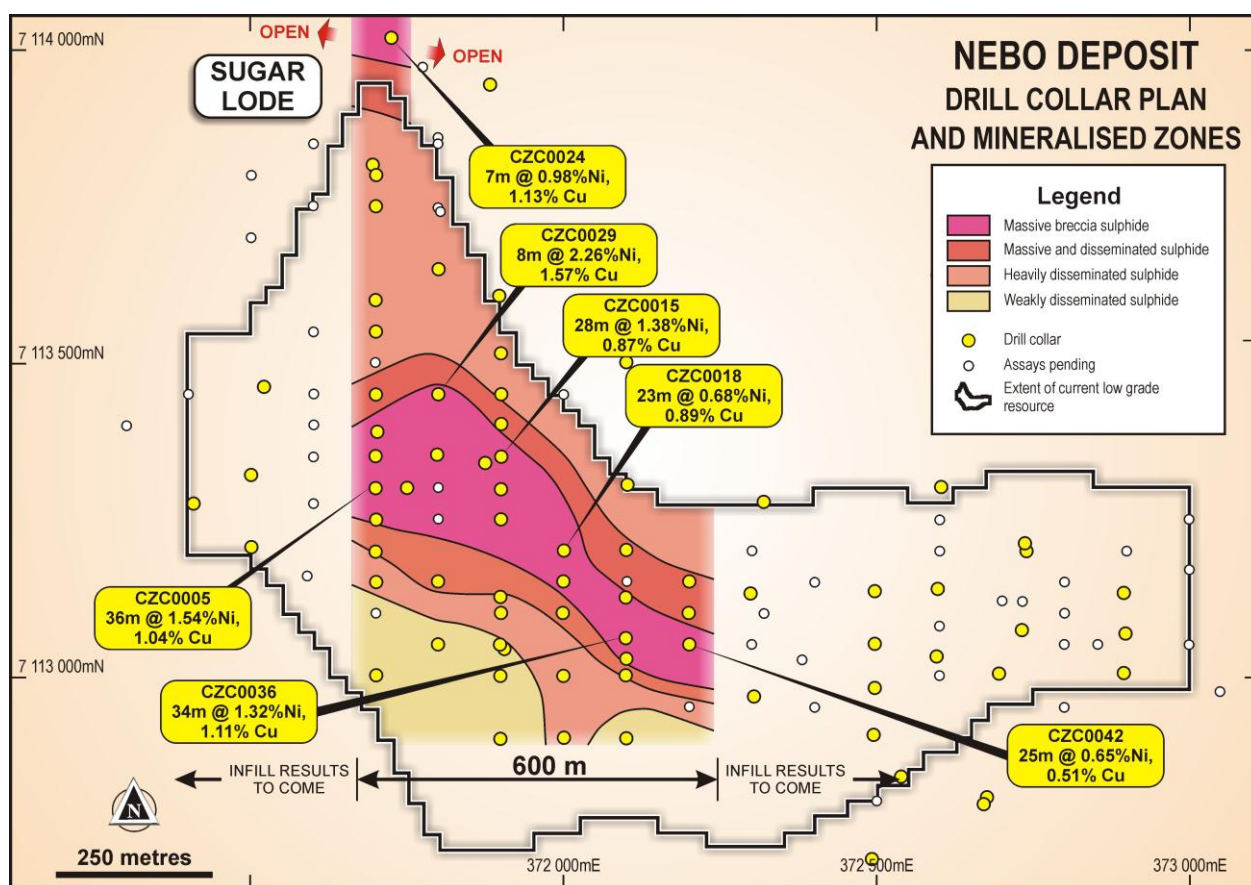 NEBO DEPOSIT
DRILL COLLAR PLAN
AND MINERALISED ZONES
7 114 000mN
OPEN
OPEN
SUGAR
LODE
CZC0024
7m @ 0.98%Ni,
1.13% Cu
Legend
Massive breccia sulphide
Massive and disseminated sulphide
Heavily disseminated sulphide
Weakly disseminated sulphide
Drill collar
Assays pending
Extent of current low grade
resource
CZC0029
8m @ 2.26%Ni,
1.57% Cu
CZC0015
28m @ 1.38%Ni,
0.87% Cu
7 113 500mN
CZC0018
23m @ 0.68%Ni,
0.89% Cu
CZC0005
36m @ 1.54%Ni,
1.04% Cu
7 113 000mN
CZC0036
34m @ 1.32%Ni,
1.11% Cu
CZC0042
25m @ 0.65%Ni,
0.51% Cu
INFILL RESULTS
TO COME
600 m
INFILL RESULTS
TO COME
N
250 metres
372 000mE
372 500mE
373 000mE